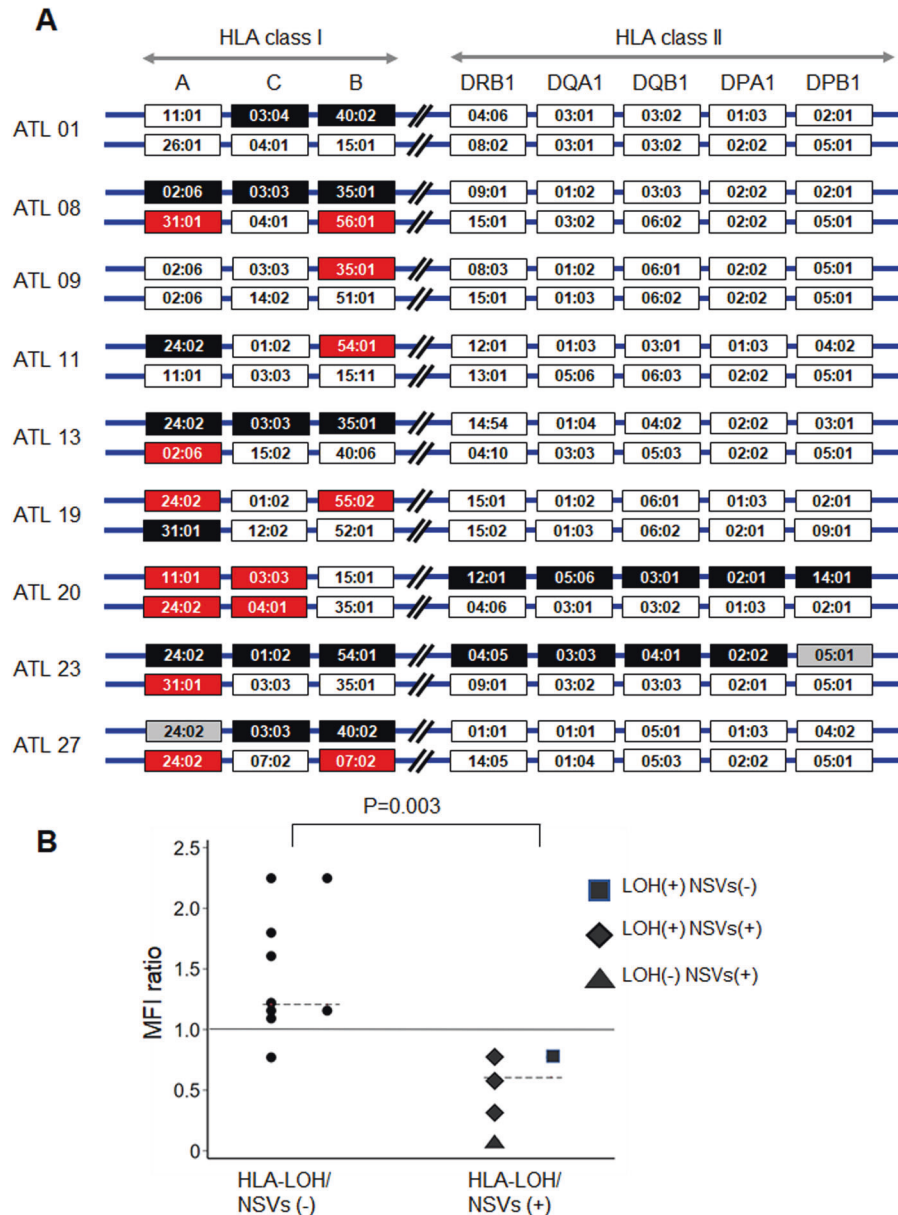 A
HLA class I
HLA class II
A C B DRB1 DQA1 DQB1 DPA1 DPB1
ATL 01
11:01 03:04 40:02 04:06 03:01 03:02 01:03 02:01
26:01 04:01 15:01 08:02 03:01 03:02 02:02 05:01
ATL 08
02:06 03:03 35:01 09:01 01:02 03:03 02:02 02:01
31:01 04:01 56:01 15:01 03:02 06:02 02:02 05:01
ATL 09
02:06 03:03 35:01 08:03 01:02 06:01 02:02 05:01
02:06 14:02 51:01 15:01 01:03 06:02 02:02 05:01
ATL 11
24:02 01:02 54:01 12:01 01:03 03:01 01:03 04:02
11:01 03:03 15:11 13:01 05:06 06:03 02:02 05:01
ATL 13
24:02 03:03 35:01 14:54 01:04 04:02 02:02 03:01
02:06 15:02 40:06 04:10 03:03 05:03 02:02 05:01
ATL 19
24:02 01:02 55:02 15:01 01:02 06:01 01:03 02:01
31:01 12:02 52:01 15:02 01:03 06:02 02:01 09:01
ATL 20
11:01 03:03 15:01 12:01 05:06 03:01 02:01 14:01
24:02 04:01 35:01 04:06 03:01 03:02 01:03 02:01
ATL 23
24:02 01:02 54:01 04:05 03:03 04:01 02:02 05:01
31:01 03:03 35:01 09:01 03:02 03:03 02:01 05:01
ATL 27
24:02 03:03 40:02 01:01 01:01 05:01 01:03 04:02
24:02 07:02 07:02 14:05 01:04 05:03 02:02 05:01
B
P=0.003
MFI ratio
2.5
2.0
1.5
1.0
0.5
0
LOH(+) NSVs(-)
LOH(+) NSVs(+)
LOH(-) NSVs(+)
HLA-LOH/
NSVs (-)
HLA-LOH/
NSVs (+)